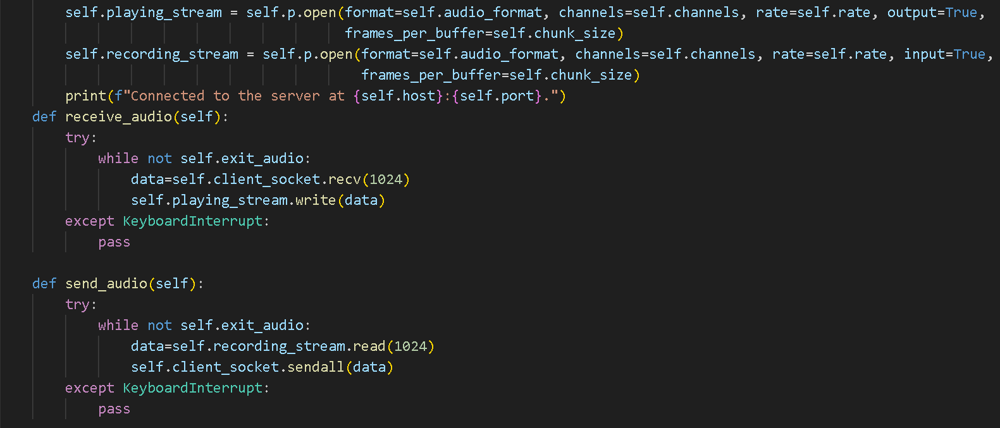 self.playing_stream = self.p.open(format=self.audio_format, channels=self.channels, rate=self.rate, output=True,
frames_per_buffer=self.chunk_size)
self.recording_stream = self.p.open(format=self.audio_format, channels=self.channels, rate=self.rate, input=True,
frames_per_buffer=self.chunk_size)
print(f"Connected to the server at {self.host}:{self.port}.")
def receive_audio(self):
try:
while not self.exit_audio:
data=self.client_socket.recv(1024)
self.playing_stream.write(data)
except KeyboardInterrupt:
pass
def send_audio(self):
try:
while not self.exit_audio:
data=self.recording_stream.read(1024)
self.client_socket.sendall(data)
except KeyboardInterrupt:
pass